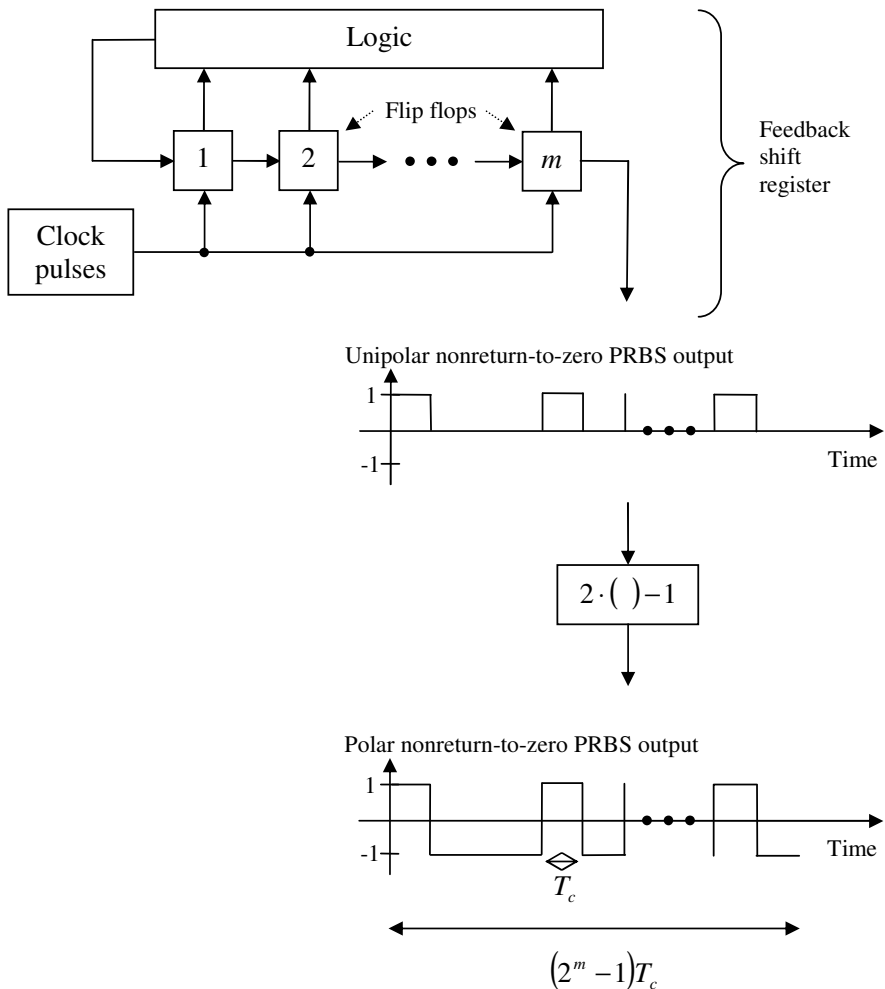 Logic
Flip flops
1
2
m
Feedback
shift
register
Clock
pulses
Unipolar nonreturn-to-zero PRBS output
1
-1
Time
2 · ( ) − 1
Polar nonreturn-to-zero PRBS output
1
-1
Time
T_c
(2^m − 1)T_c